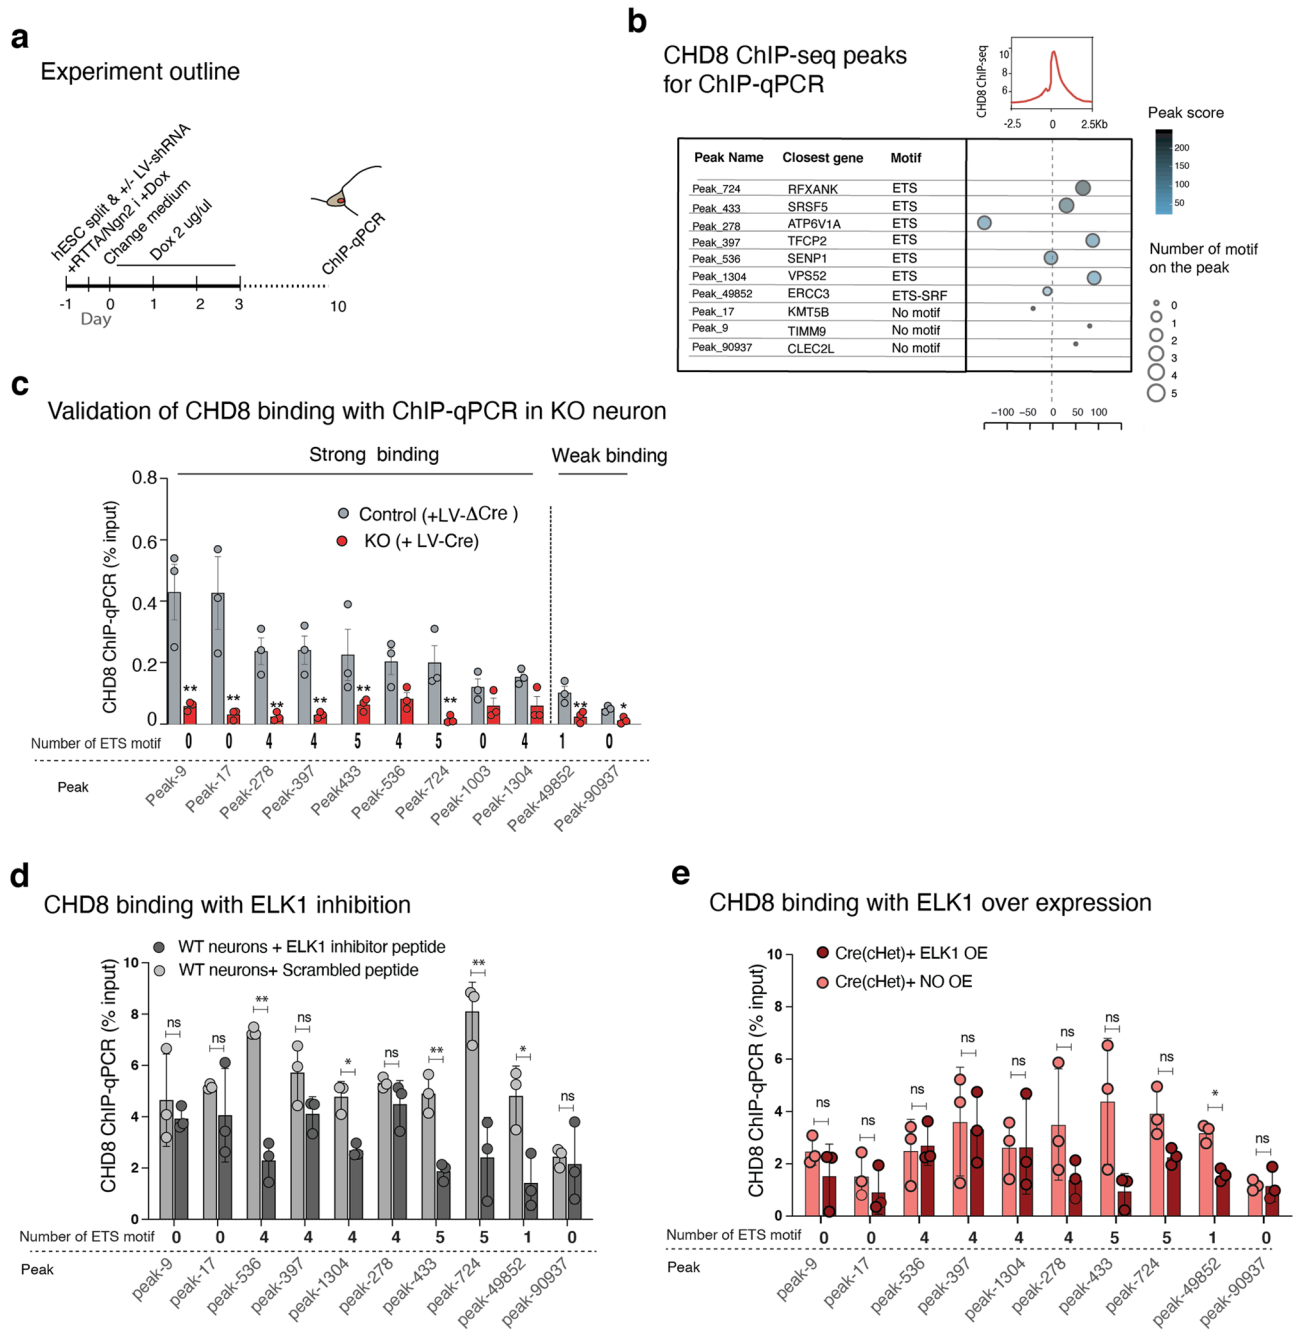 a
Experiment outline
hESC split & +/- LV-shRNA
+RTTA/Ngn2 i +Dox
Change medium
Dox 2 ug/ul
ChIP-qPCR
-1 0 1 2 3 10
Day
b
CHD8 ChIP-seq peaks
for ChIP-qPCR
CHD8 ChIP-seq
10
8
6
-2.5 0 2.5Kb
Peak score
200
150
100
50
Number of motif
on the peak
0
1
2
3
4
5
Peak Name Closest gene Motif
Peak_724 RFXANK ETS
Peak_433 SRSF5 ETS
Peak_278 ATP6V1A ETS
Peak_397 TFCP2 ETS
Peak_536 SENP1 ETS
Peak_1304 VPS52 ETS
Peak_49852 ERCC3 ETS-SRF
Peak_17 KMT5B No motif
Peak_9 TIMM9 No motif
Peak_90937 CLEC2L No motif
−100 −50 0 50 100
c
Validation of CHD8 binding with ChIP-qPCR in KO neuron
Strong binding Weak binding
CHD8 ChIP-qPCR (% input)
0.8
0.6
0.4
0.2
0
Control (+LV-ΔCre )
KO (+ LV-Cre)
** ** ** ** ** ** ** *
Number of ETS motif 0 0 4 4 5 4 5 0 4 1 0
Peak
Peak-9 Peak-17 Peak-278 Peak-397 Peak433 Peak-536 Peak-724 Peak-1003 Peak-1304 Peak-49852 Peak-90937
d
CHD8 binding with ELK1 inhibition
WT neurons + ELK1 inhibitor peptide
WT neurons+ Scrambled peptide
CHD8 ChIP-qPCR (% input)
10
8
6
4
2
0
ns ns ** ns * ns ** ** * ns
Number of ETS motif 0 0 4 4 4 4 5 5 1 0
Peak
peak-9 peak-17 peak-536 peak-397 peak-1304 peak-278 peak-433 peak-724 peak-49852 peak-90937
e
CHD8 binding with ELK1 over expression
Cre(cHet)+ ELK1 OE
Cre(cHet)+ NO OE
CHD8 ChIP-qPCR (% input)
10
8
6
4
2
0
ns ns ns ns ns ns ns ns * ns
Number of ETS motif 0 0 4 4 4 4 5 5 1 0
Peak
peak-9 peak-17 peak-536 peak-397 peak-1304 peak-278 peak-433 peak-724 peak-49852 peak-90937